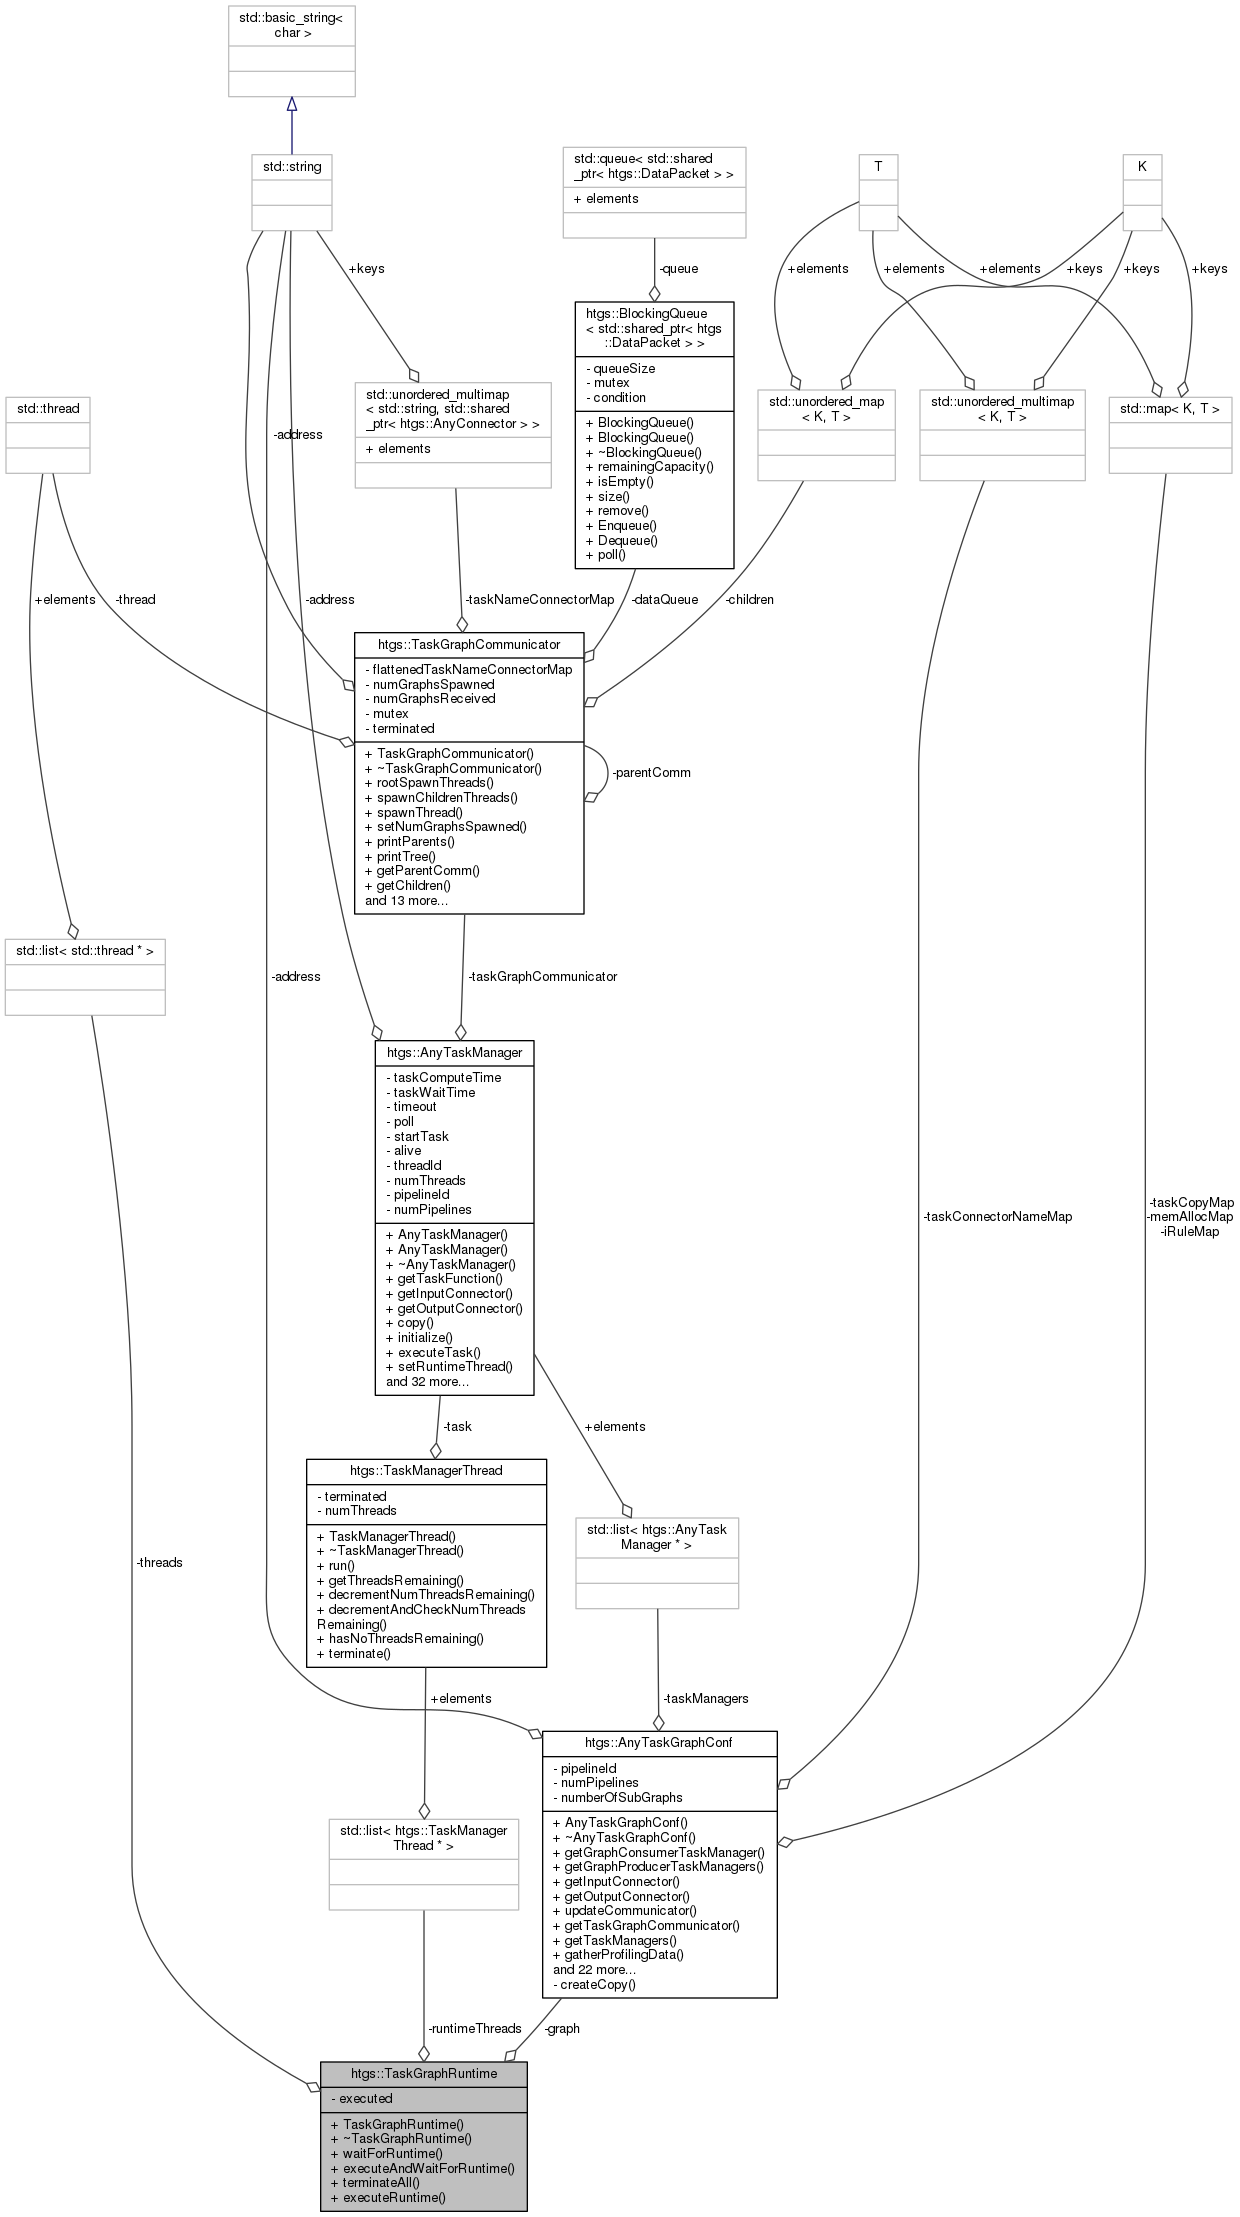 std::basic_string<
char >
std::string
std::queue< std::shared
_ptr< htgs::DataPacket > >
+ elements
T
K
+keys
-queue
+elements
+elements
+elements
+keys
+keys
+keys
htgs::BlockingQueue
< std::shared_ptr< htgs
::DataPacket > >
- queueSize
- mutex
- condition
+ BlockingQueue()
+ BlockingQueue()
+ ~BlockingQueue()
+ remainingCapacity()
+ isEmpty()
+ size()
+ remove()
+ Enqueue()
+ Dequeue()
+ poll()
std::thread
-address
std::unordered_multimap
< std::string, std::shared
_ptr< htgs::AnyConnector > >
+ elements
std::unordered_map
< K, T >
std::unordered_multimap
< K, T >
std::map< K, T >
+elements
-thread
-address
-taskNameConnectorMap
-dataQueue
-children
htgs::TaskGraphCommunicator
- flattenedTaskNameConnectorMap
- numGraphsSpawned
- numGraphsReceived
- mutex
- terminated
+ TaskGraphCommunicator()
+ ~TaskGraphCommunicator()
+ rootSpawnThreads()
+ spawnChildrenThreads()
+ spawnThread()
+ setNumGraphsSpawned()
+ printParents()
+ printTree()
+ getParentComm()
+ getChildren()
and 13 more...
-parentComm
std::list< std::thread * >
-address
-taskGraphCommunicator
htgs::AnyTaskManager
- taskComputeTime
- taskWaitTime
- timeout
- poll
- startTask
- alive
- threadId
- numThreads
- pipelineId
- numPipelines
+ AnyTaskManager()
+ AnyTaskManager()
+ ~AnyTaskManager()
+ getTaskFunction()
+ getInputConnector()
+ getOutputConnector()
+ copy()
+ initialize()
+ executeTask()
+ setRuntimeThread()
and 32 more...
-taskConnectorNameMap
-taskCopyMap
-memAllocMap
-iRuleMap
-task
+elements
htgs::TaskManagerThread
- terminated
- numThreads
+ TaskManagerThread()
+ ~TaskManagerThread()
+ run()
+ getThreadsRemaining()
+ decrementNumThreadsRemaining()
+ decrementAndCheckNumThreads
Remaining()
+ hasNoThreadsRemaining()
+ terminate()
std::list< htgs::AnyTask
Manager * >
-threads
+elements
-taskManagers
htgs::AnyTaskGraphConf
- pipelineId
- numPipelines
- numberOfSubGraphs
+ AnyTaskGraphConf()
+ ~AnyTaskGraphConf()
+ getGraphConsumerTaskManager()
+ getGraphProducerTaskManagers()
+ getInputConnector()
+ getOutputConnector()
+ updateCommunicator()
+ getTaskGraphCommunicator()
+ getTaskManagers()
+ gatherProfilingData()
and 22 more...
- createCopy()
std::list< htgs::TaskManager
Thread * >
-runtimeThreads
-graph
htgs::TaskGraphRuntime
- executed
+ TaskGraphRuntime()
+ ~TaskGraphRuntime()
+ waitForRuntime()
+ executeAndWaitForRuntime()
+ terminateAll()
+ executeRuntime()